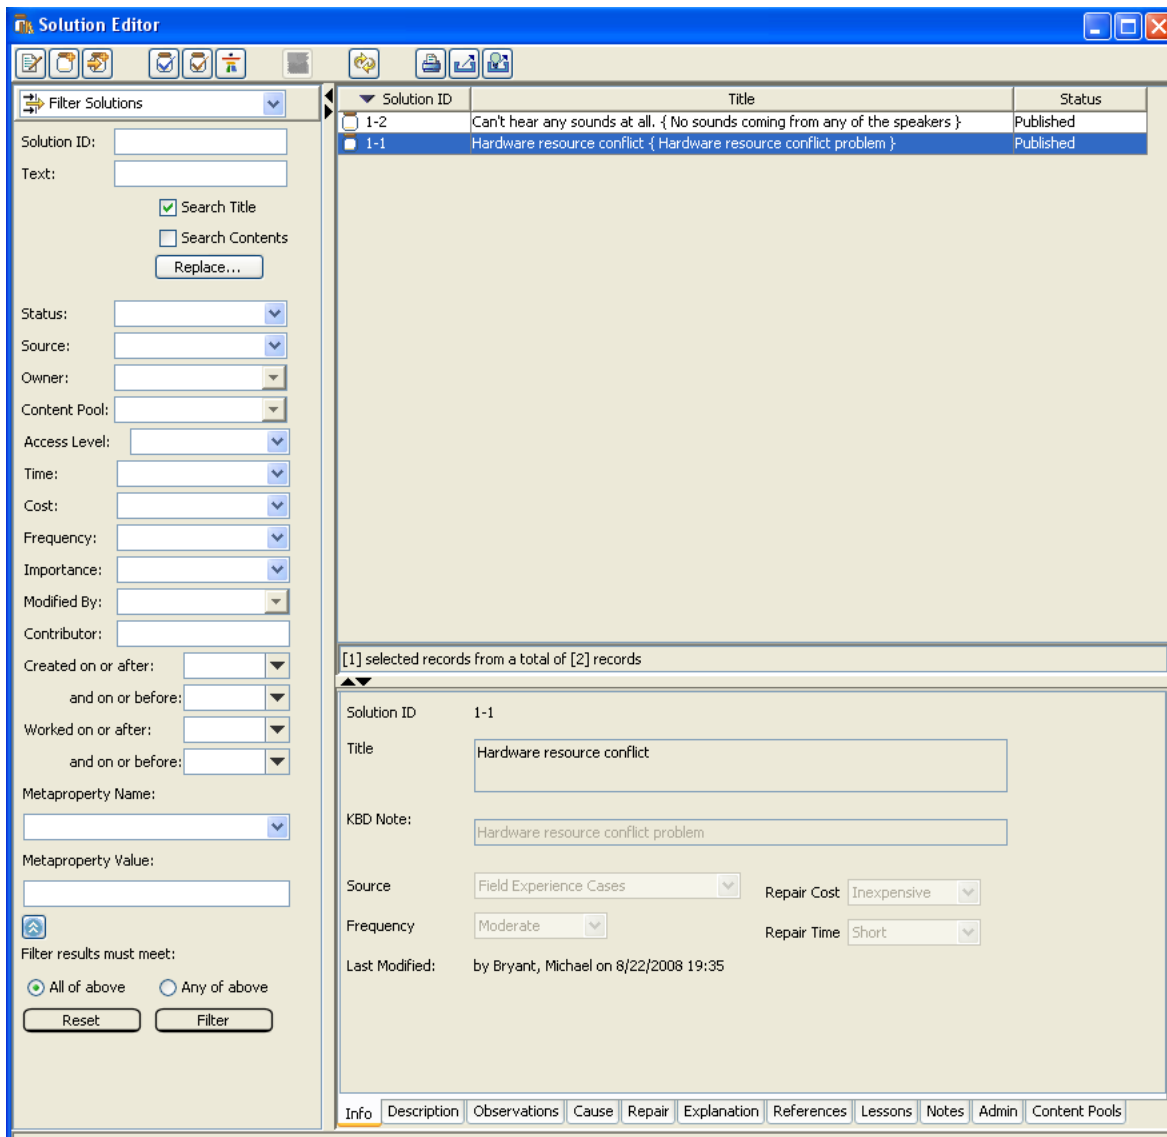 Solution Editor
Filter Solutions
Solution ID:
Text:
Search Title
Search Contents
Replace...
Status:
Source:
Owner:
Content Pool:
Access Level:
Time:
Cost:
Frequency:
Importance:
Modified By:
Contributor:
Created on or after:
and on or before:
Worked on or after:
and on or before:
Metaproperty Name:
Metaproperty Value:
Filter results must meet:
All of above Any of above
Reset Filter
Solution ID Title Status
1-2 Can't hear any sounds at all. { No sounds coming from any of the speakers } Published
1-1 Hardware resource conflict { Hardware resource conflict problem } Published
[1] selected records from a total of [2] records
Solution ID 1-1
Title Hardware resource conflict
KBD Note: Hardware resource conflict problem
Source Field Experience Cases Repair Cost Inexpensive
Frequency Moderate Repair Time Short
Last Modified: by Bryant, Michael on 8/22/2008 19:35
Info Description Observations Cause Repair Explanation References Lessons Notes Admin Content Pools